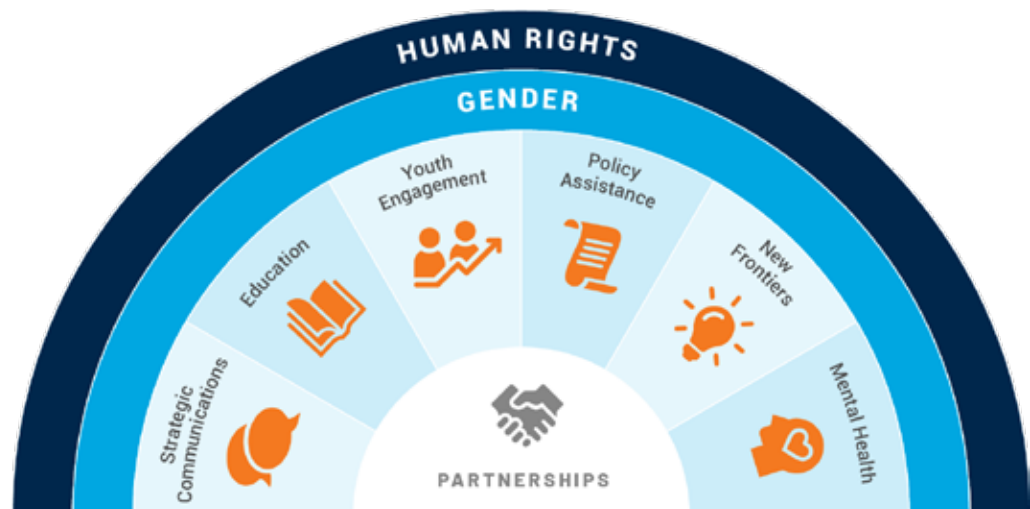 HUMAN RIGHTS
GENDER
Strategic
Communications
Education
Youth
Engagement
Policy
Assistance
New
Frontiers
Mental Health
PARTNERSHIPS